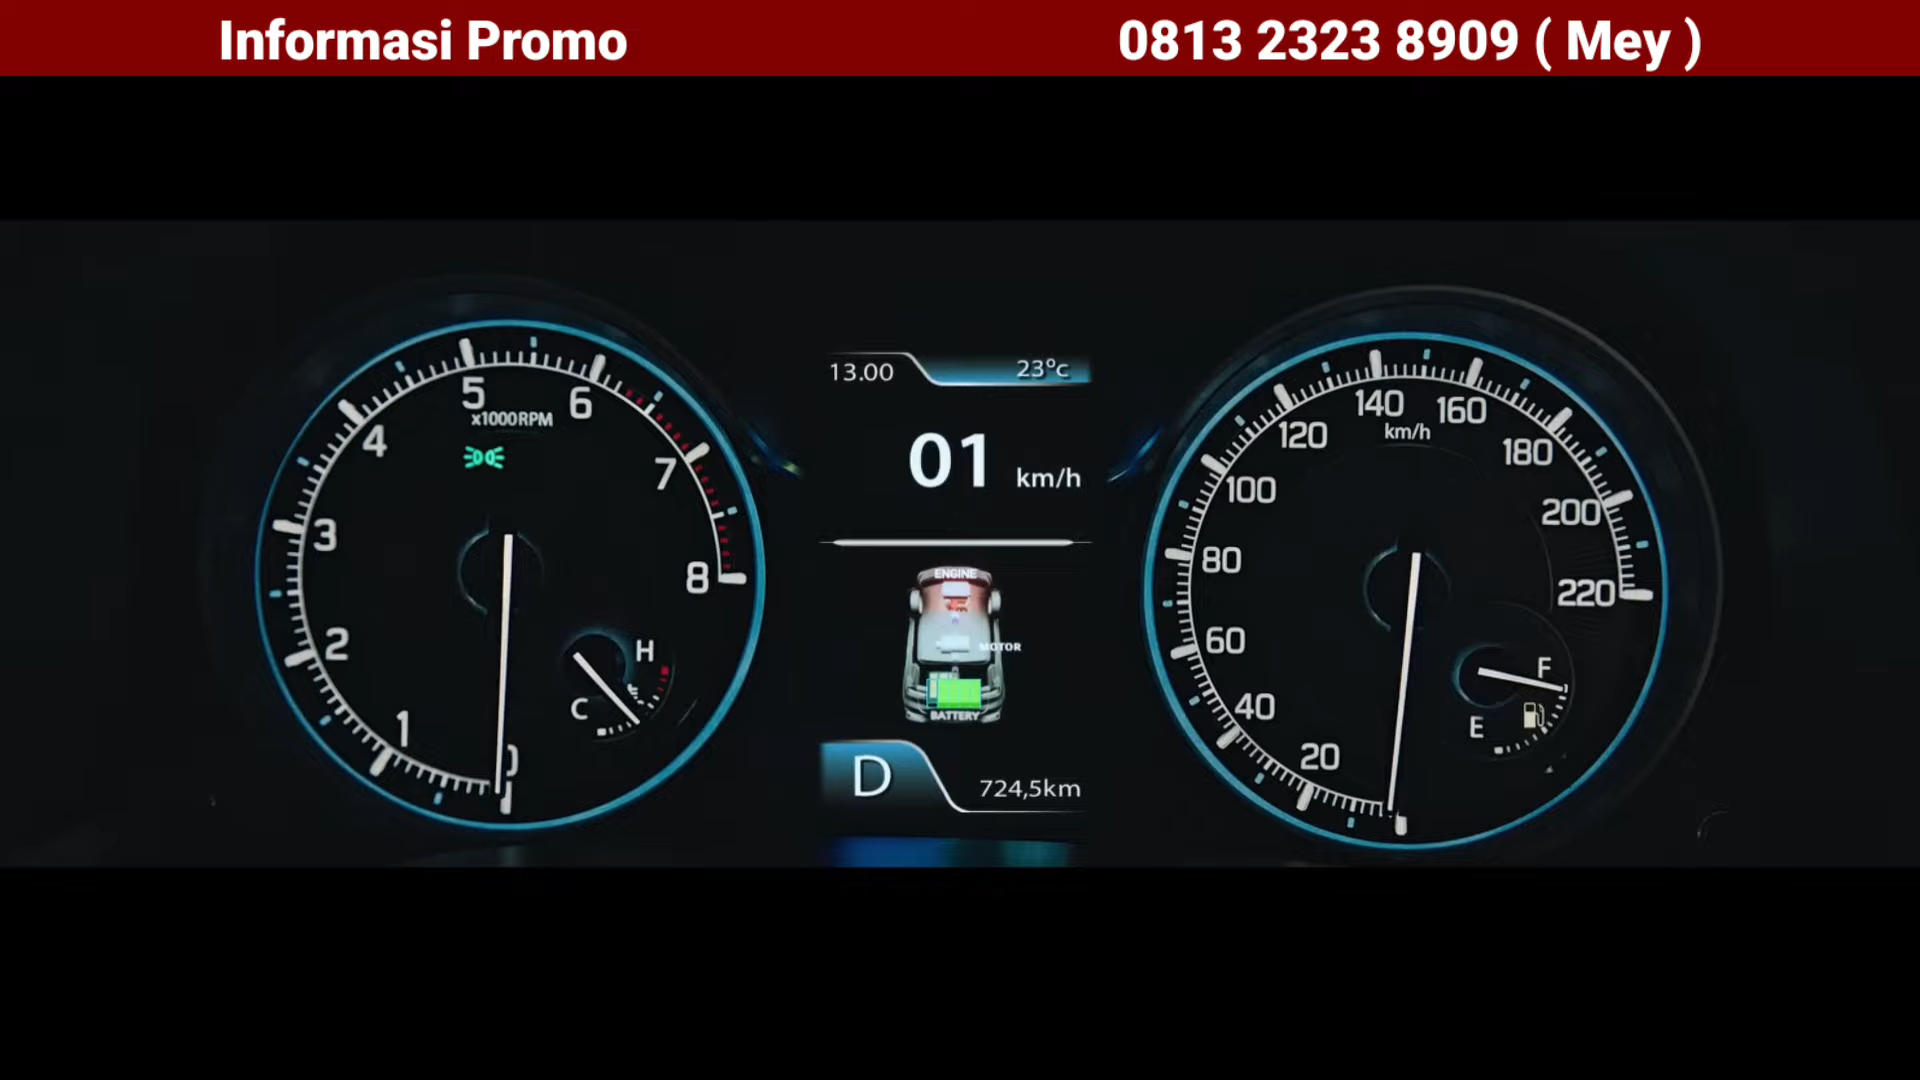 Informasi Promo
0813 2323 8909 ( Mey )
5
x1000RPM
6
4
7
3
8
2
H
C
1
0
13.00
23°c
01 km/h
ENGINE
MOTOR
BATTERY
D
724,5km
140
160
km/h
120
180
100
200
80
220
60
F
40
E
20